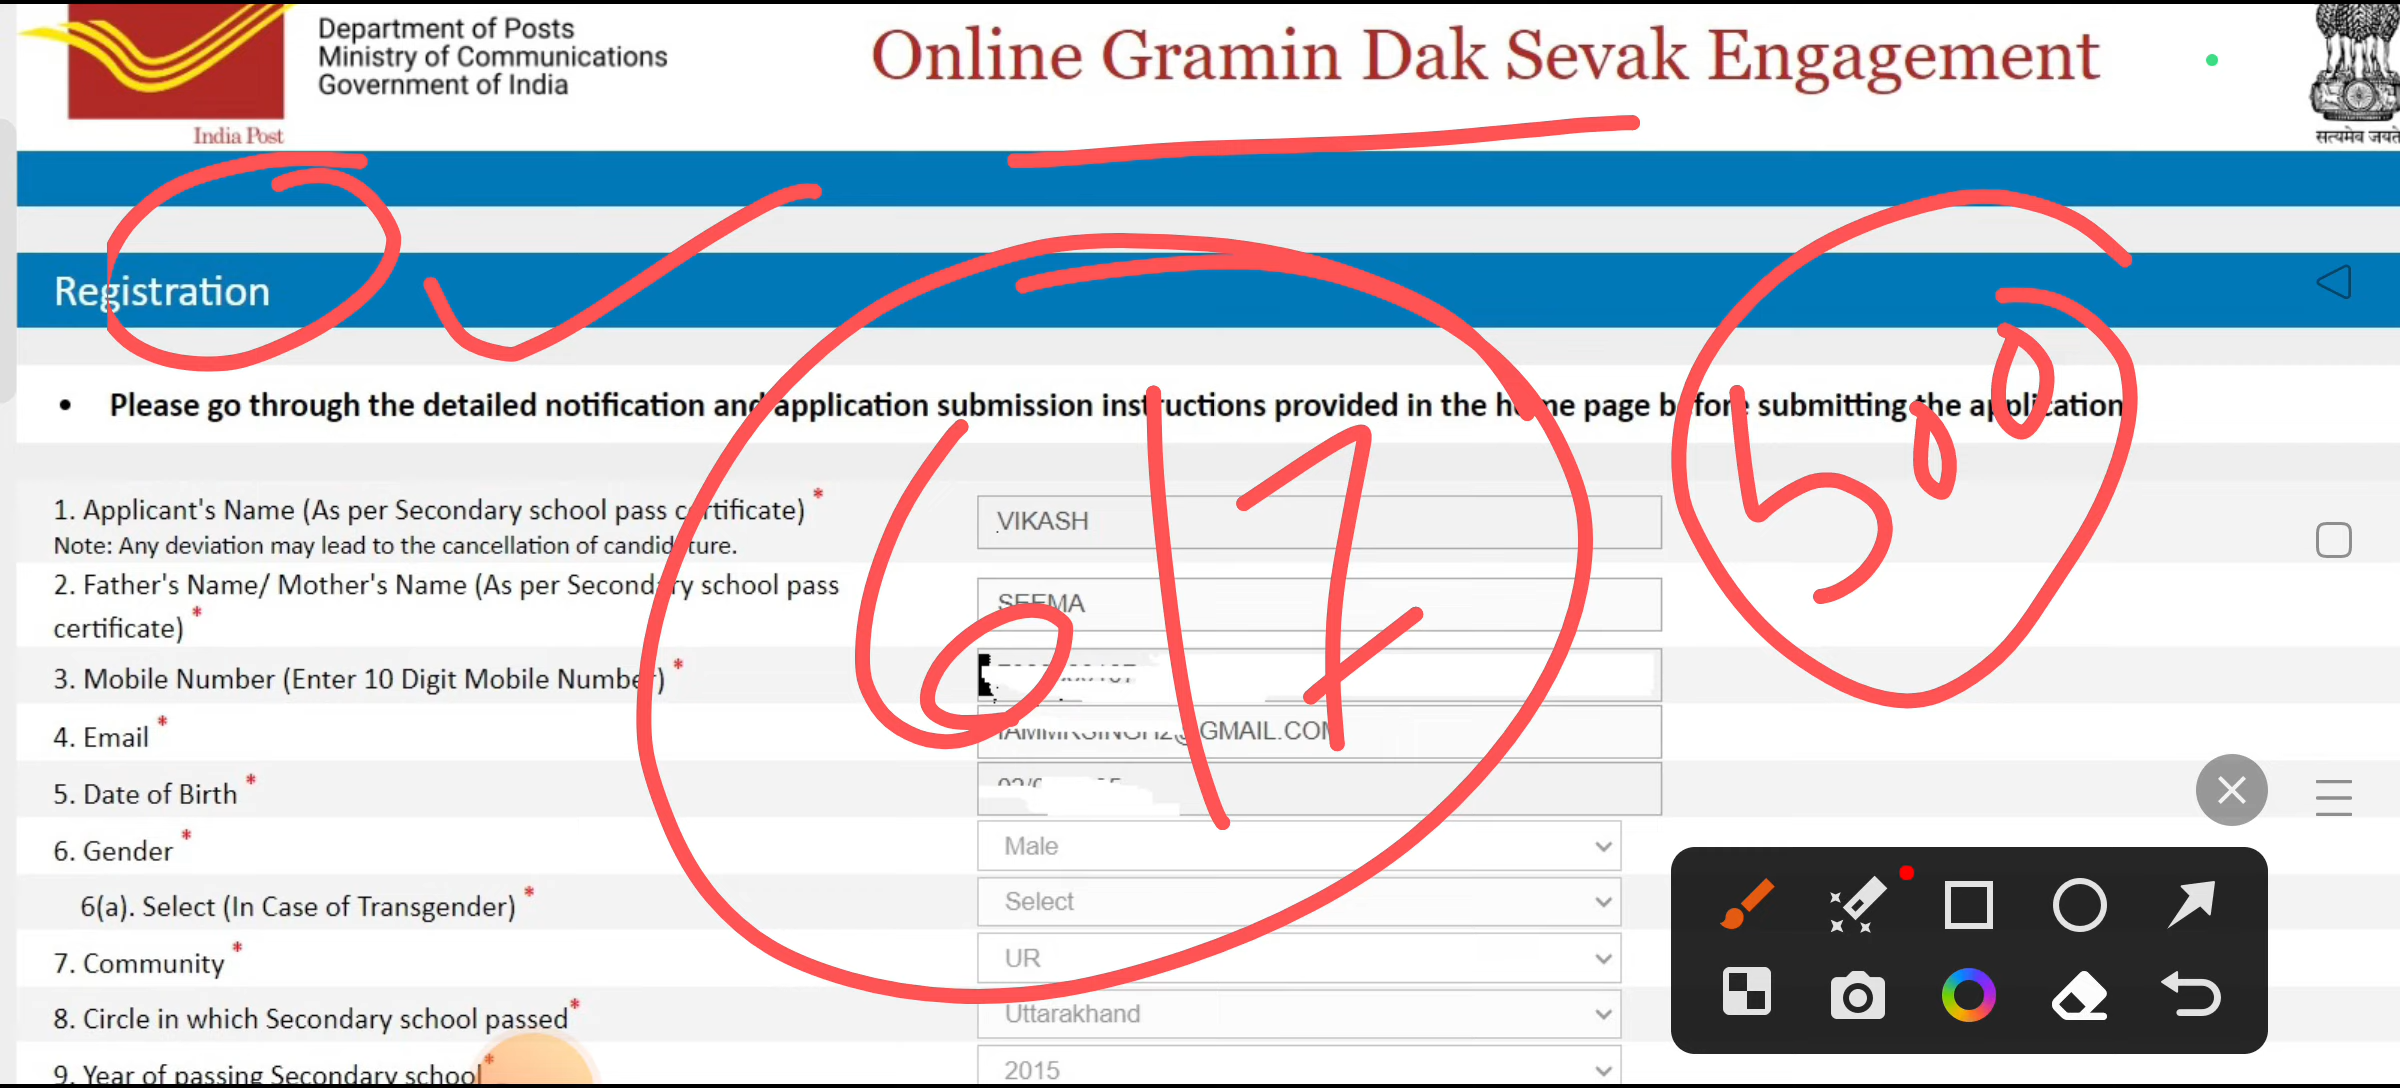 Department of Posts
Ministry of Communications
Government of India
India Post
Online Gramin Dak Sevak Engagement
सत्यमेव जयते
Registration
• Please go through the detailed notification and application submission instructions provided in the home page before submitting the application
1. Applicant's Name (As per Secondary school pass certificate) *
VIKASH
Note: Any deviation may lead to the cancellation of candidature.
2. Father's Name/ Mother's Name (As per Secondary school pass
certificate) *
SEEMA
3. Mobile Number (Enter 10 Digit Mobile Number) *
4. Email *
GMAIL.COM
5. Date of Birth *
6. Gender *
Male
6(a). Select (In Case of Transgender) *
Select
7. Community *
UR
8. Circle in which Secondary school passed *
Uttarakhand
9. Year of passing Secondary school *
2015
617
500